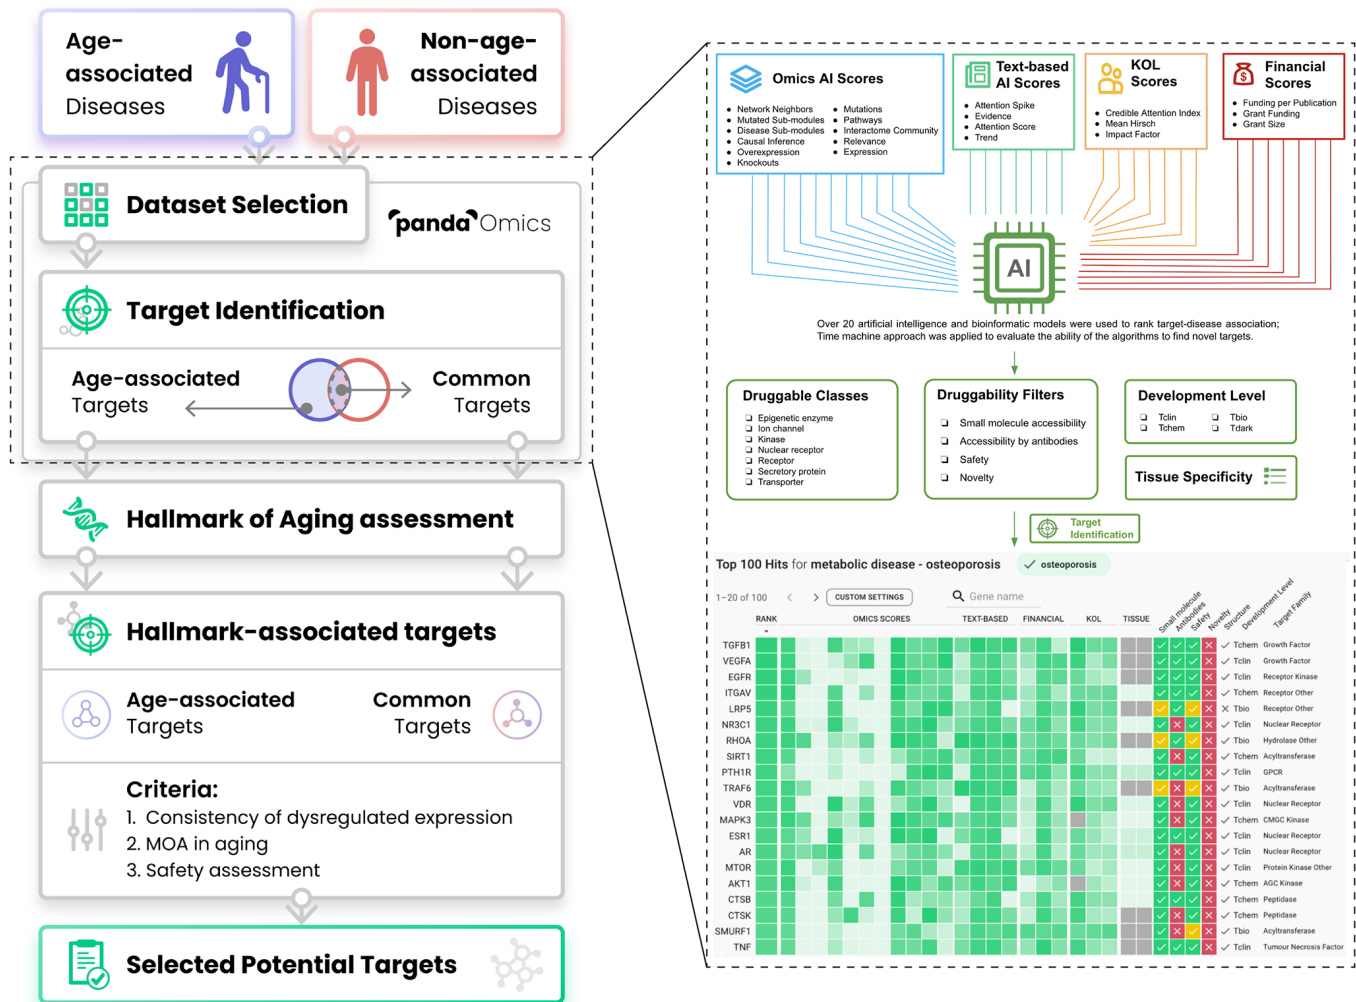 Age-
associated
Diseases
Non-age-
associated
Diseases
Dataset Selection
panda Omics
Target Identification
Age-associated
Targets
Common
Targets
Hallmark of Aging assessment
Hallmark-associated targets
Age-associated
Targets
Common
Targets
Criteria:
1. Consistency of dysregulated expression
2. MOA in aging
3. Safety assessment
Selected Potential Targets
Omics AI Scores
Network Neighbors
Mutated Sub-modules
Disease Sub-modules
Causal Inference
Overexpression
Knockouts
Mutations
Pathways
Interactome Community
Relevance
Expression
Text-based
AI Scores
Attention Spike
Evidence
Attention Score
Trend
KOL
Scores
Credible Attention Index
Mean Hirsch
Impact Factor
Financial
Scores
Funding per Publication
Grant Funding
Grant Size
AI
Over 20 artificial intelligence and bioinformatic models were used to rank target-disease association;
Time machine approach was applied to evaluate the ability of the algorithms to find novel targets.
Druggable Classes
Epigenetic enzyme
Ion channel
Kinase
Nuclear receptor
Receptor
Secretory protein
Transporter
Druggability Filters
Small molecule accessibility
Accessibility by antibodies
Safety
Novelty
Development Level
Tclin
Tchem
Tbio
Tdark
Tissue Specificity
Target
Identification
Top 100 Hits for metabolic disease - osteoporosis
osteoporosis
1–20 of 100
CUSTOM SETTINGS
Gene name
RANK OMICS SCORES TEXT-BASED FINANCIAL KOL TISSUE Small molecule Antibodies Safety Novelty Structure Development Level Target Family
TGFB1 Tchem Growth Factor
VEGFA Tclin Growth Factor
EGFR Tclin Receptor Kinase
ITGAV Tchem Receptor Other
LRP5 Tbio Receptor Other
NR3C1 Tclin Nuclear Receptor
RHOA Tbio Hydrolase Other
SIRT1 Tchem Acyltransferase
PTH1R Tclin GPCR
TRAF6 Tbio Acyltransferase
VDR Tclin Nuclear Receptor
MAPK3 Tchem CMGC Kinase
ESR1 Tclin Nuclear Receptor
AR Tclin Nuclear Receptor
MTOR Tclin Protein Kinase Other
AKT1 Tchem AGC Kinase
CTSB Tchem Peptidase
CTSK Tchem Peptidase
SMURF1 Tbio Acyltransferase
TNF Tclin Tumour Necrosis Factor